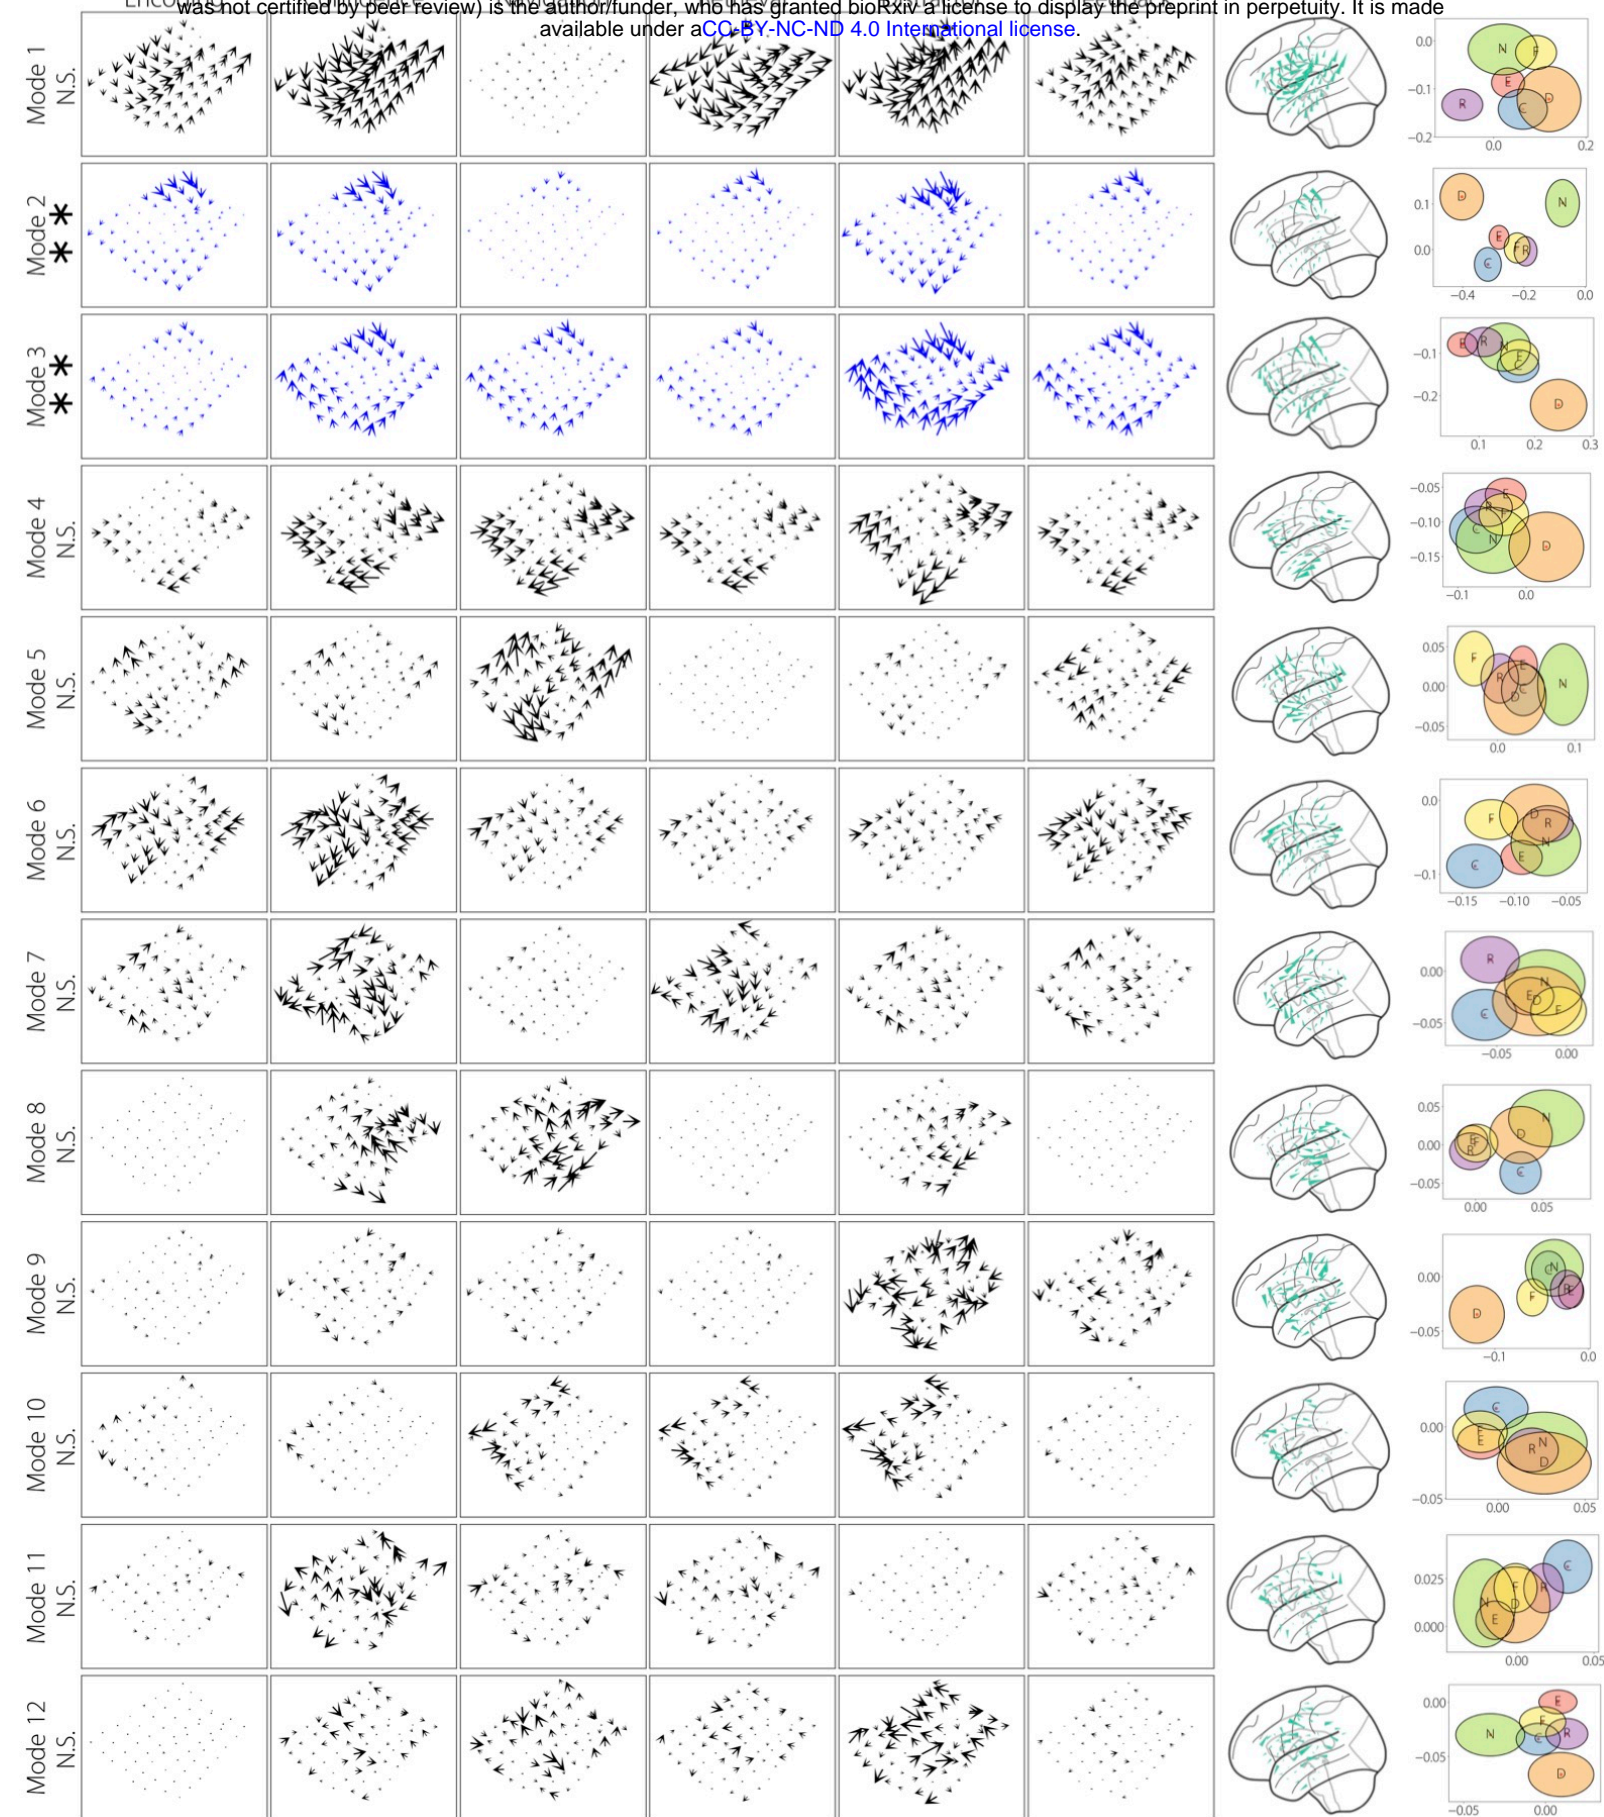 Encoding
was not certified by peer review) is the author/funder, who has granted bioRxiv a license to display the preprint in perpetuity. It is made
available under aCC-BY-NC-ND 4.0 International license.
Mode 1
N.S.
0.0
−0.1
−0.2
0.0 0.2
N F E D C R
Mode 2
**
0.1
0.0
−0.4 −0.2 0.0
D N E F R C
Mode 3
**
−0.1
−0.2
0.1 0.2 0.3
E R N F C D
Mode 4
N.S.
−0.05
−0.10
−0.15
−0.1 0.0
E R F C N D
Mode 5
N.S.
0.05
0.00
−0.05
0.0 0.1
F E R C D N
Mode 6
N.S.
0.0
−0.1
−0.15 −0.10 −0.05
F D R N E C
Mode 7
N.S.
0.00
−0.05
−0.05 0.00
R N E D F C
Mode 8
N.S.
0.05
0.00
−0.05
0.00 0.05
N D E F R C
Mode 9
N.S.
0.00
−0.05
−0.1 0.0
C N F R E D
Mode 10
N.S.
0.00
−0.05
0.00 0.05
C F E R N D
Mode 11
N.S.
0.025
0.000
0.00 0.05
C F R N D E
Mode 12
N.S.
0.00
−0.05
−0.05 0.00
E F N C R D